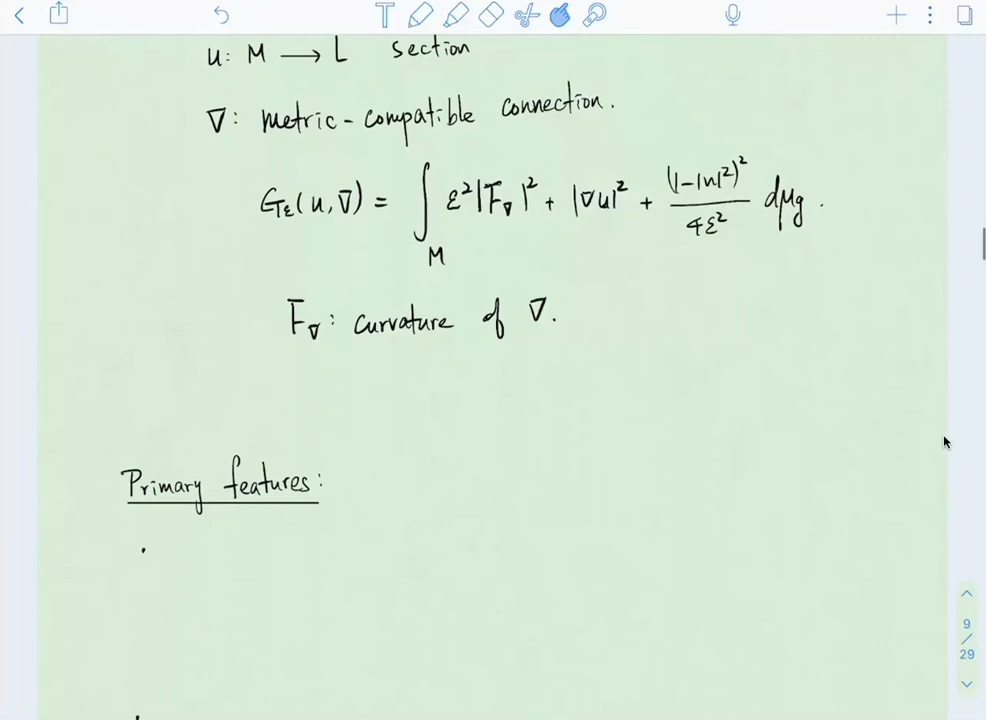 u: M ⟶ L section
∇: metric-compatible connection.
G_ε(u, ∇) = ∫_M ε²|F_∇|² + |∇u|² + (1-|u|²)²/4ε² dμ_g.
F_∇: curvature of ∇.
Primary features:
9
/
29